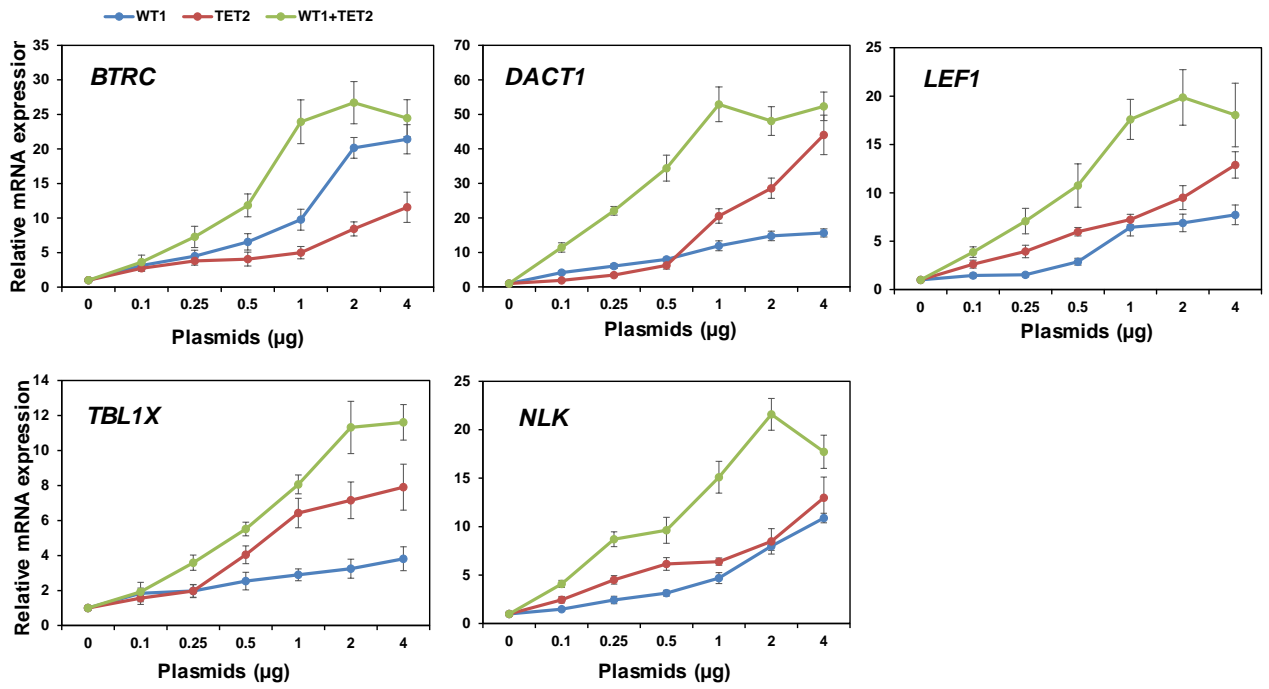 WT1 TET2 WT1+TET2
Relative mRNA expression
BTRC
35
30
25
20
15
10
5
0
0 0.1 0.25 0.5 1 2 4
Plasmids (µg)
DACT1
70
60
50
40
30
20
10
0
0 0.1 0.25 0.5 1 2 4
Plasmids (µg)
LEF1
25
20
15
10
5
0
0 0.1 0.25 0.5 1 2 4
Plasmids (µg)
Relative mRNA expression
TBL1X
14
12
10
8
6
4
2
0
0 0.1 0.25 0.5 1 2 4
Plasmids (µg)
NLK
25
20
15
10
5
0
0 0.1 0.25 0.5 1 2 4
Plasmids (µg)